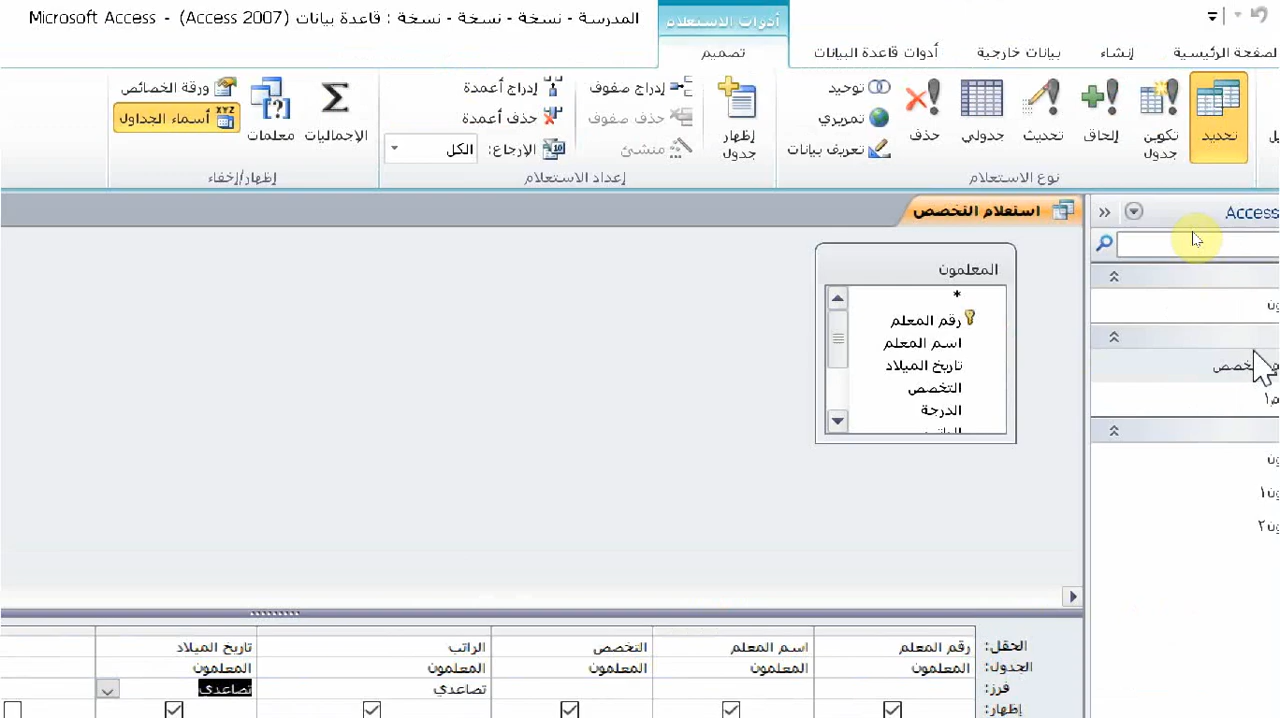 المدرسة - نسخة - نسخة - نسخة : قاعدة بيانات (Access 2007) - Microsoft Access
أدوات الاستعلام
لصفحة الرئيسية
إنشاء
بيانات خارجية
أدوات قاعدة البيانات
تصميم
تحديد
تكوين جدول
إلحاق
تحديث
جدولي
حذف
توحيد
تمريري
تعريف بيانات
نوع الاستعلام
إظهار جدول
إدراج صفوف
حذف صفوف
منشئ
إدراج أعمدة
حذف أعمدة
الإرجاع: الكل
إعداد الاستعلام
الإجماليات
معلمات
ورقة الخصائص
أسماء الجداول
إظهار/إخفاء
Access
استعلام التخصص
المعلمون
*
رقم المعلم
اسم المعلم
تاريخ الميلاد
التخصص
الدرجة
الراتب
الحقل: رقم المعلم اسم المعلم التخصص الراتب تاريخ الميلاد
الجدول: المعلمون المعلمون المعلمون المعلمون المعلمون
فرز: تصاعدي تصاعدي
إظهار: